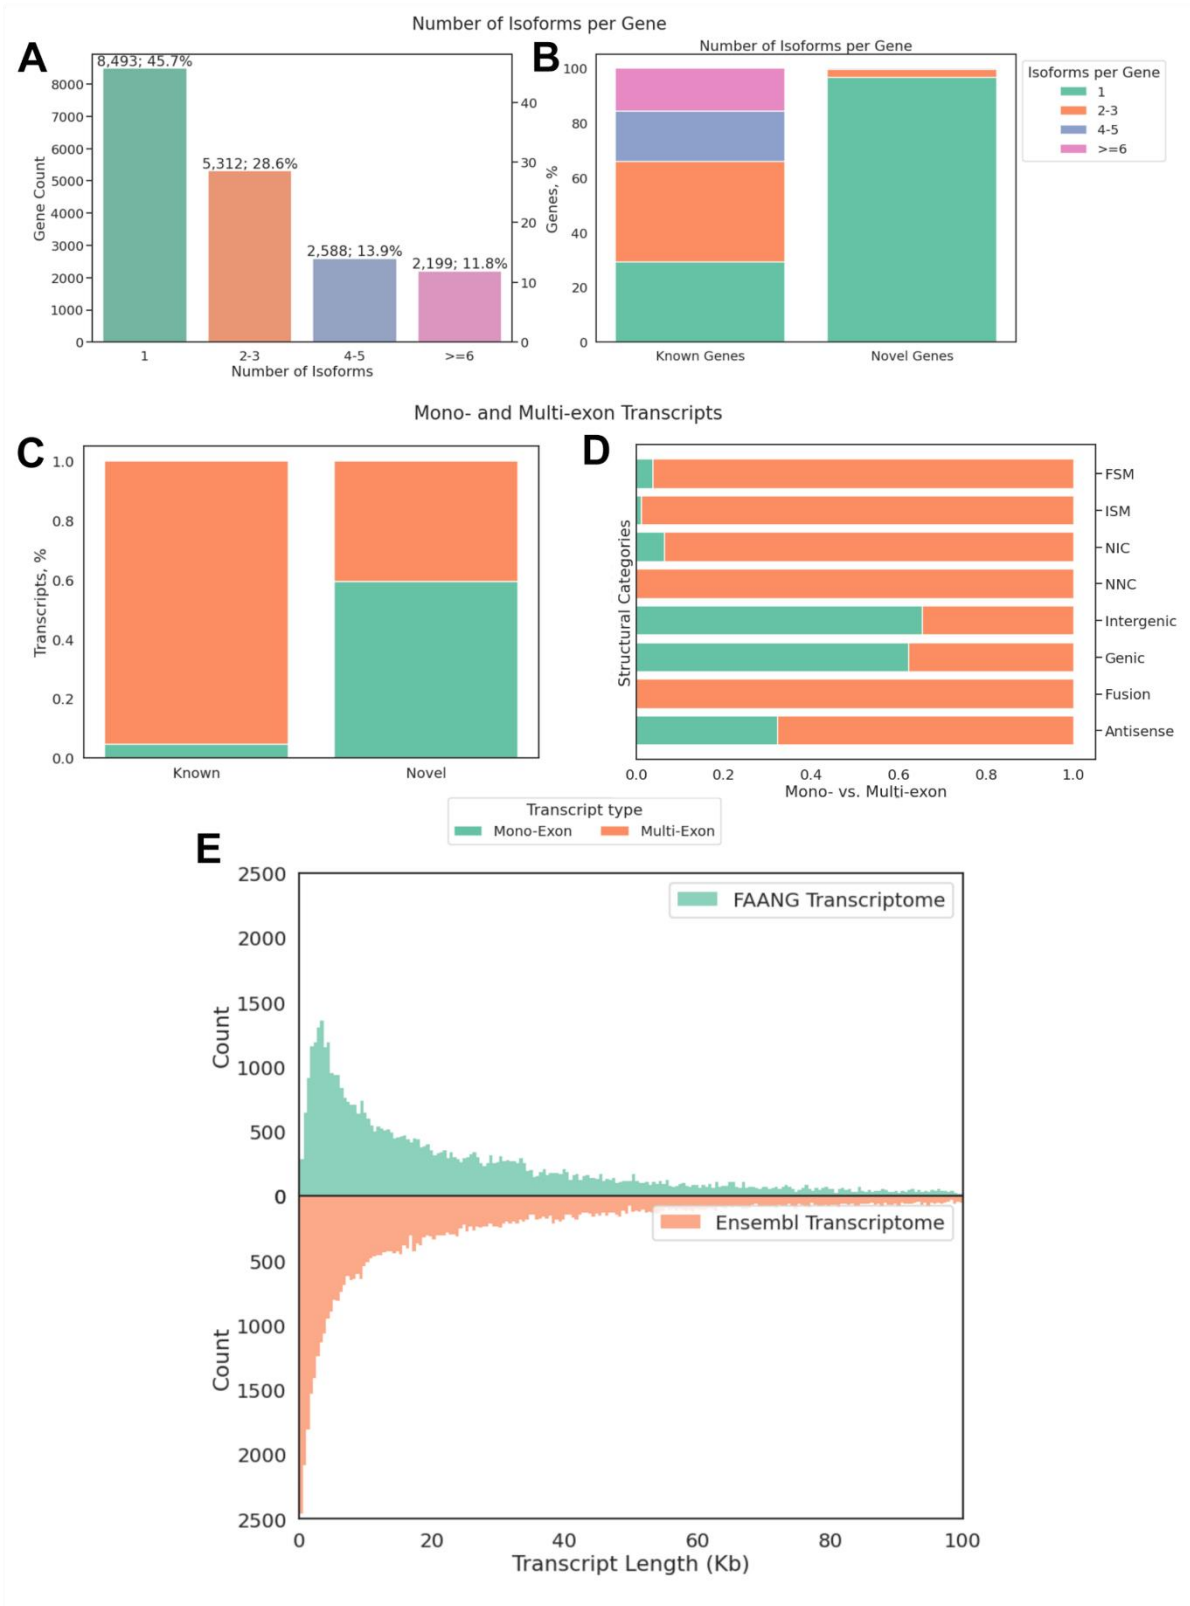 Number of Isoforms per Gene
A
8,493; 45.7%
5,312; 28.6%
2,588; 13.9%
2,199; 11.8%
8000
7000
6000
5000
4000
3000
2000
1000
0
Gene Count
40
30
20
10
0
Genes, %
1 2-3 4-5 >=6
Number of Isoforms
B
Number of Isoforms per Gene
100
80
60
40
20
0
Known Genes Novel Genes
Isoforms per Gene
1
2-3
4-5
>=6
Mono- and Multi-exon Transcripts
C
1.0
0.8
0.6
0.4
0.2
0.0
Transcripts, %
Known Novel
D
Structural Categories
FSM
ISM
NIC
NNC
Intergenic
Genic
Fusion
Antisense
0.0 0.2 0.4 0.6 0.8 1.0
Mono- vs. Multi-exon
Transcript type
Mono-Exon Multi-Exon
E
2500
2000
1500
1000
500
0
500
1000
1500
2000
2500
Count
Count
FAANG Transcriptome
Ensembl Transcriptome
0 20 40 60 80 100
Transcript Length (Kb)